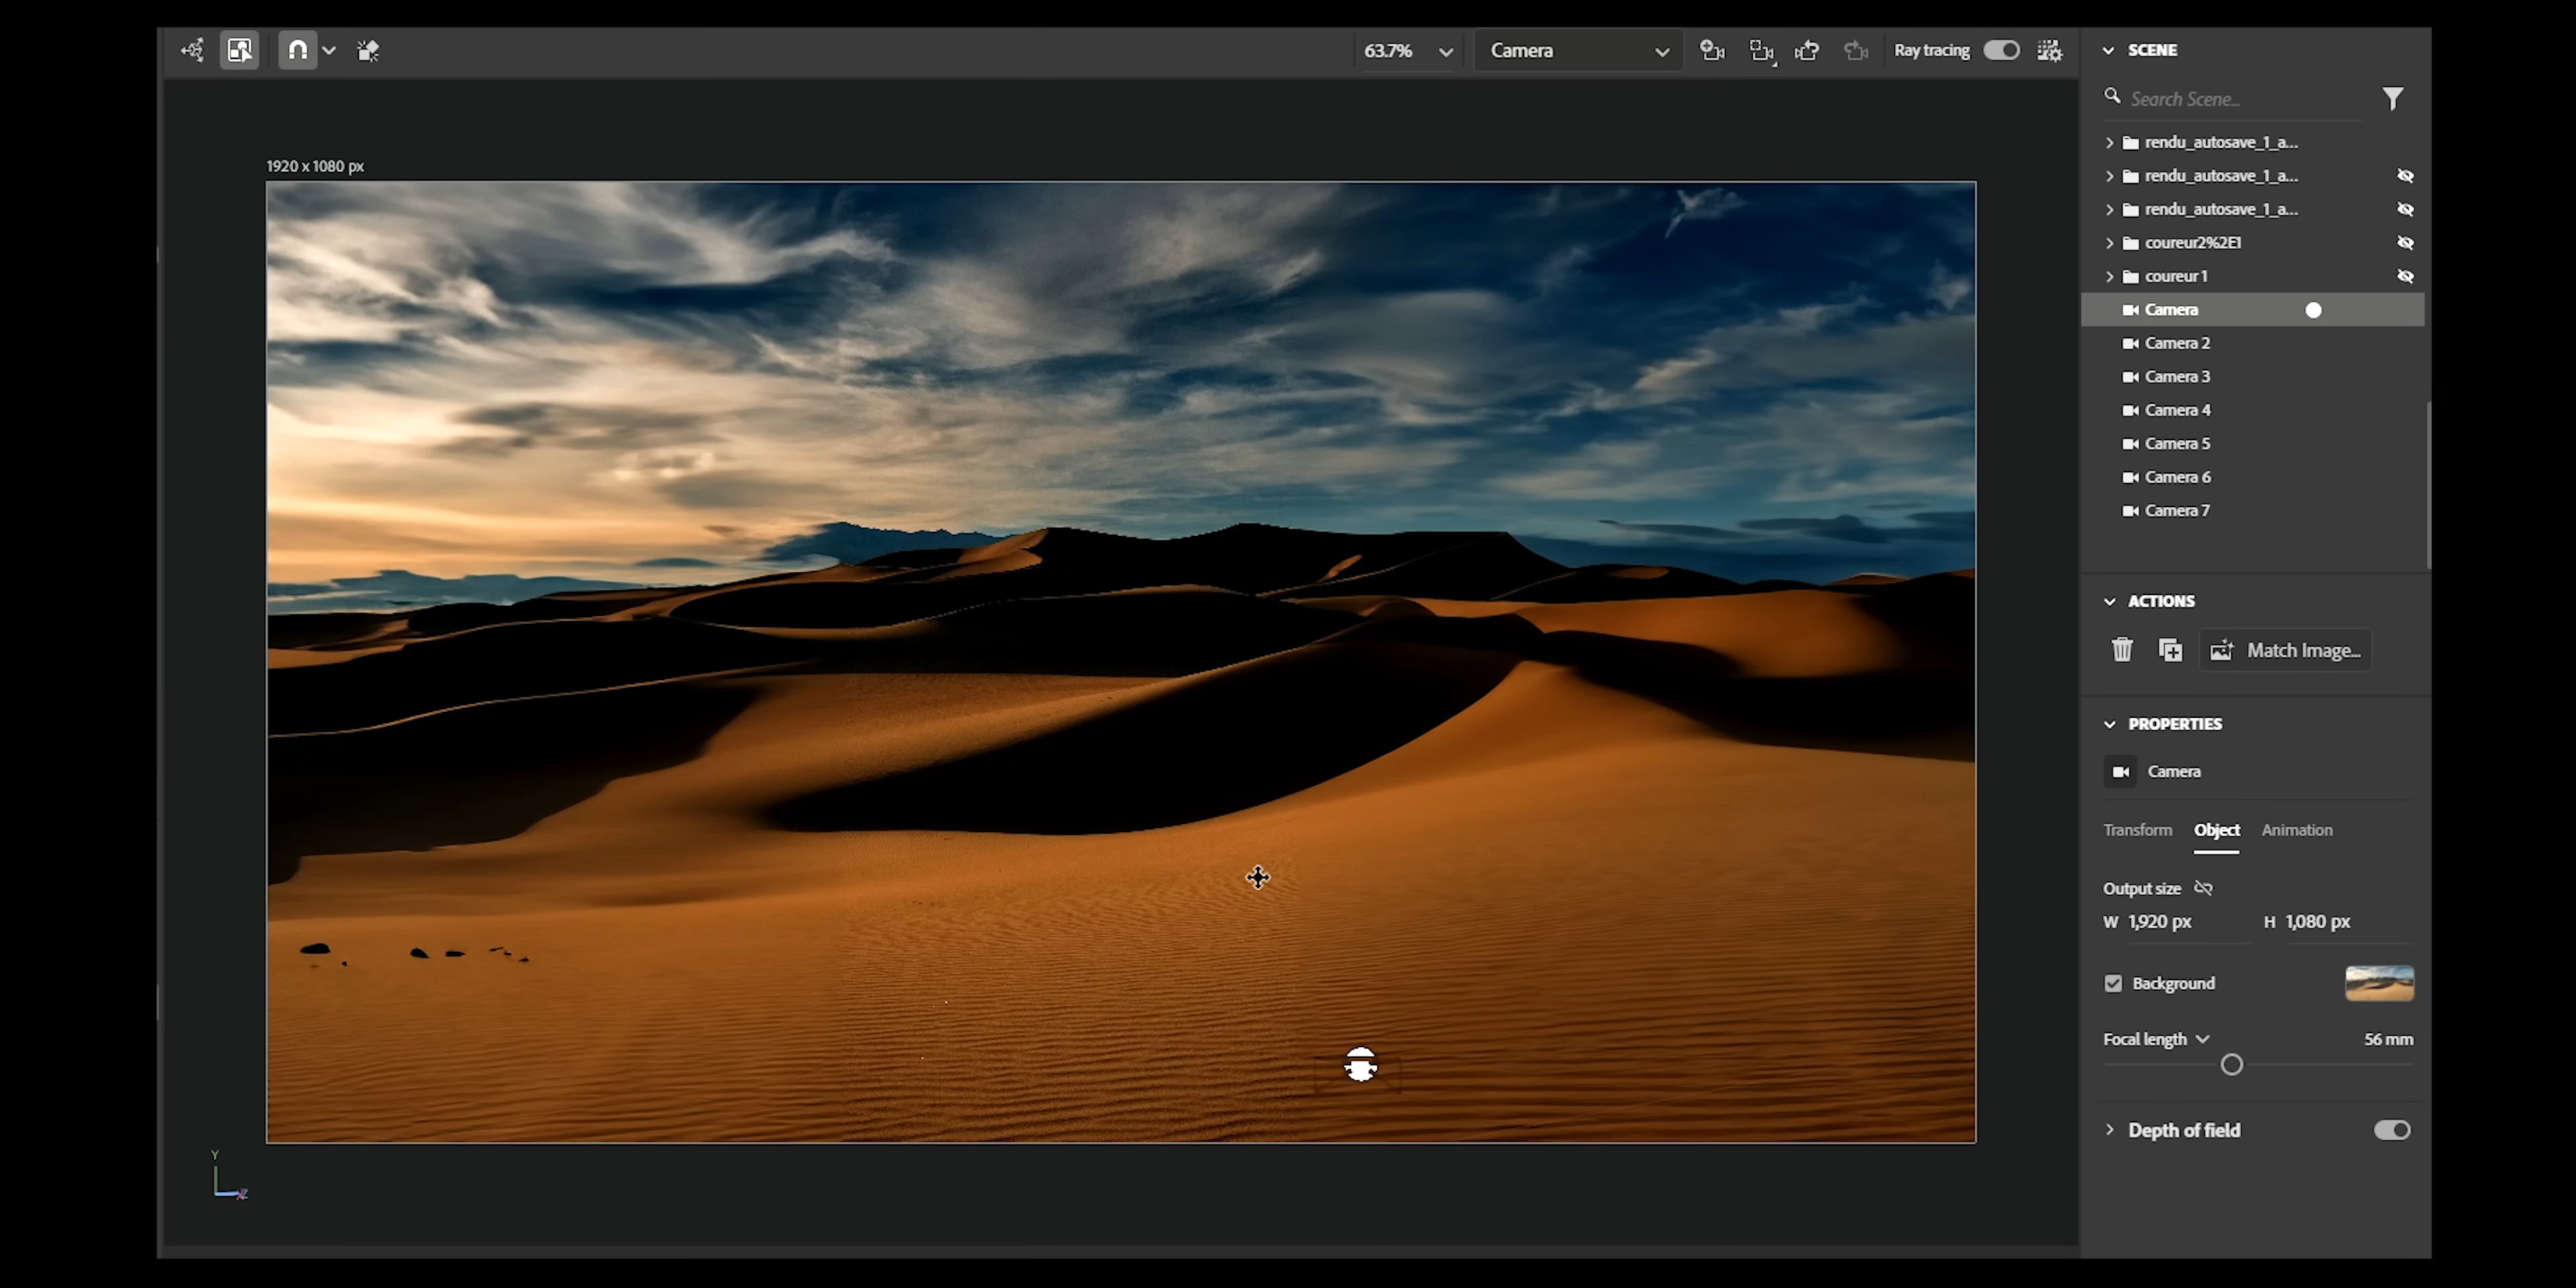 63.7%
Camera
Ray tracing
1920 x 1080 px
Y
Z
SCENE
Search Scene...
rendu_autosave_1_a...
rendu_autosave_1_a...
rendu_autosave_1_a...
coureur2%2E1
coureur 1
Camera
Camera 2
Camera 3
Camera 4
Camera 5
Camera 6
Camera 7
ACTIONS
Match Image...
PROPERTIES
Camera
Transform Object Animation
Output size
W 1,920 px H 1,080 px
Background
Focal length 56 mm
Depth of field